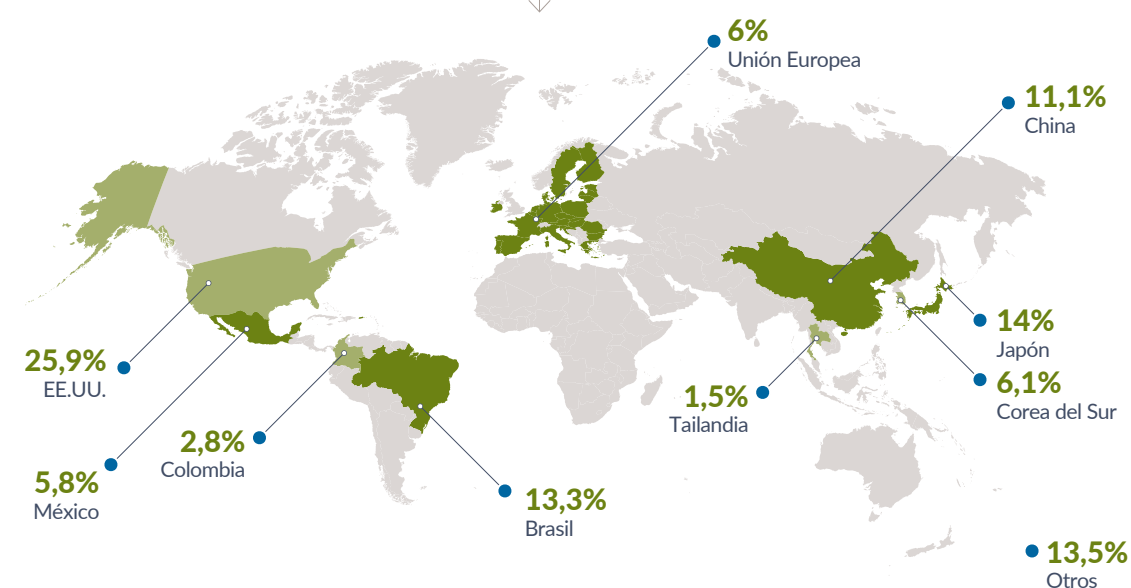 6%
Unión Europea
11,1%
China
25,9%
EE.UU.
14%
Japón
6,1%
Corea del Sur
1,5%
Tailandia
2,8%
Colombia
5,8%
México
13,3%
Brasil
13,5%
Otros